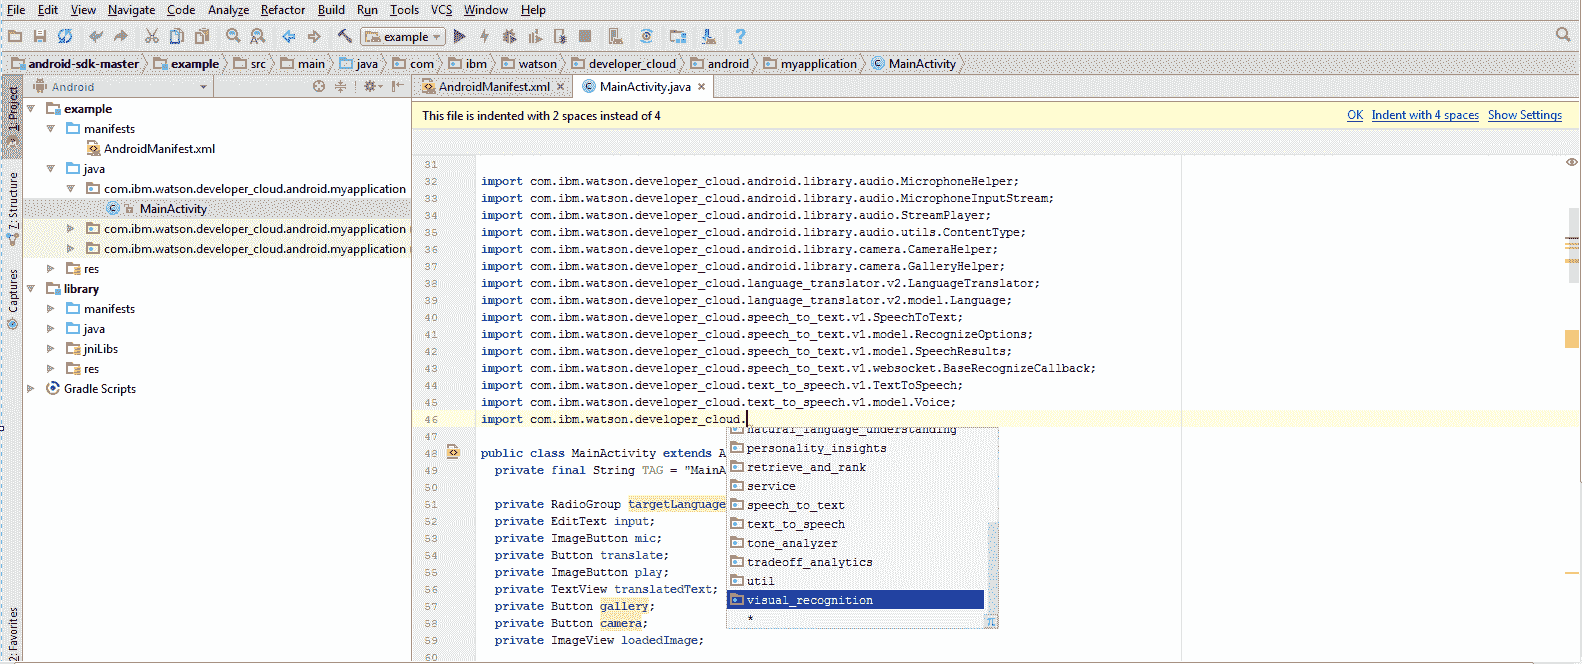 File Edit View Navigate Code Analyze Refactor Build Run Tools VCS Window Help
example
android-sdk-master example src main java com ibm watson developer_cloud android myapplication MainActivity
1: Project
7: Structure
Captures
2: Favorites
Android
AndroidManifest.xml MainActivity.java
example
manifests
AndroidManifest.xml
java
com.ibm.watson.developer_cloud.android.myapplication
MainActivity
com.ibm.watson.developer_cloud.android.myapplication
com.ibm.watson.developer_cloud.android.myapplication
res
library
manifests
java
jniLibs
res
Gradle Scripts
This file is indented with 2 spaces instead of 4 OK Indent with 4 spaces Show Settings
31
32 import com.ibm.watson.developer_cloud.android.library.audio.MicrophoneHelper;
33 import com.ibm.watson.developer_cloud.android.library.audio.MicrophoneInputStream;
34 import com.ibm.watson.developer_cloud.android.library.audio.StreamPlayer;
35 import com.ibm.watson.developer_cloud.android.library.audio.utils.ContentType;
36 import com.ibm.watson.developer_cloud.android.library.camera.CameraHelper;
37 import com.ibm.watson.developer_cloud.android.library.camera.GalleryHelper;
38 import com.ibm.watson.developer_cloud.language_translator.v2.LanguageTranslator;
39 import com.ibm.watson.developer_cloud.language_translator.v2.model.Language;
40 import com.ibm.watson.developer_cloud.speech_to_text.v1.SpeechToText;
41 import com.ibm.watson.developer_cloud.speech_to_text.v1.model.RecognizeOptions;
42 import com.ibm.watson.developer_cloud.speech_to_text.v1.model.SpeechResults;
43 import com.ibm.watson.developer_cloud.speech_to_text.v1.websocket.BaseRecognizeCallback;
44 import com.ibm.watson.developer_cloud.text_to_speech.v1.TextToSpeech;
45 import com.ibm.watson.developer_cloud.text_to_speech.v1.model.Voice;
46 import com.ibm.watson.developer_cloud.
47
48 public class MainActivity extends A
49 private final String TAG = "MainA
50
51 private RadioGroup targetLanguage
52 private EditText input;
53 private ImageButton mic;
54 private Button translate;
55 private ImageButton play;
56 private TextView translatedText;
57 private Button gallery;
58 private Button camera;
59 private ImageView loadedImage;
60
natural_language_understanding
personality_insights
retrieve_and_rank
service
speech_to_text
text_to_speech
tone_analyzer
tradeoff_analytics
util
visual_recognition
*
π